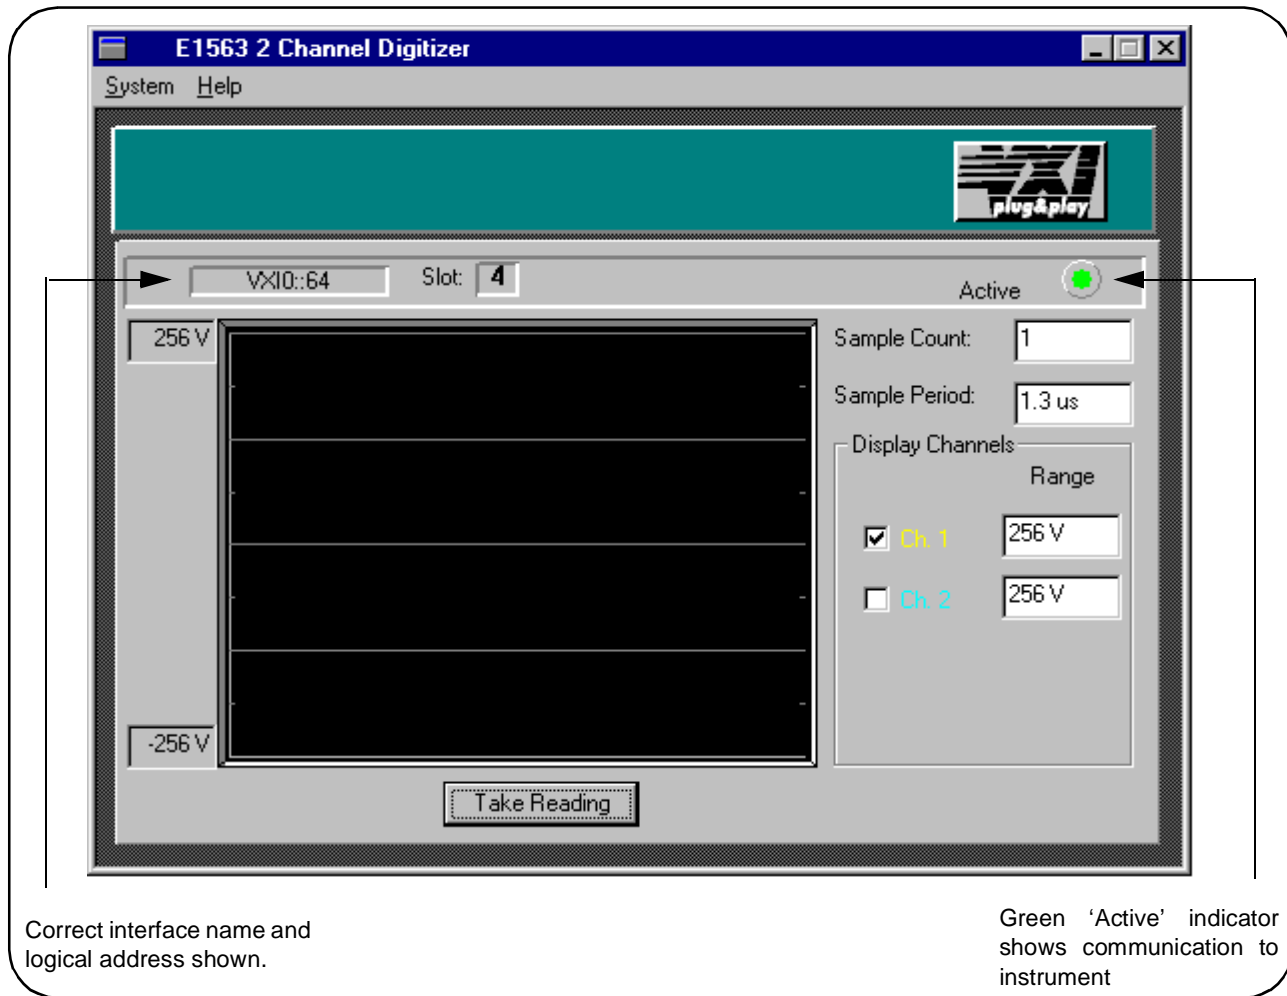 E1563 2 Channel Digitizer
System Help
VXI
plug&play
VXI0::64 Slot: 4 Active
256 V
-256 V
Sample Count: 1
Sample Period: 1.3 us
Display Channels
Range
Ch. 1 256 V
Ch. 2 256 V
Take Reading
Correct interface name and
logical address shown.
Green ‘Active’ indicator
shows communication to
instrument